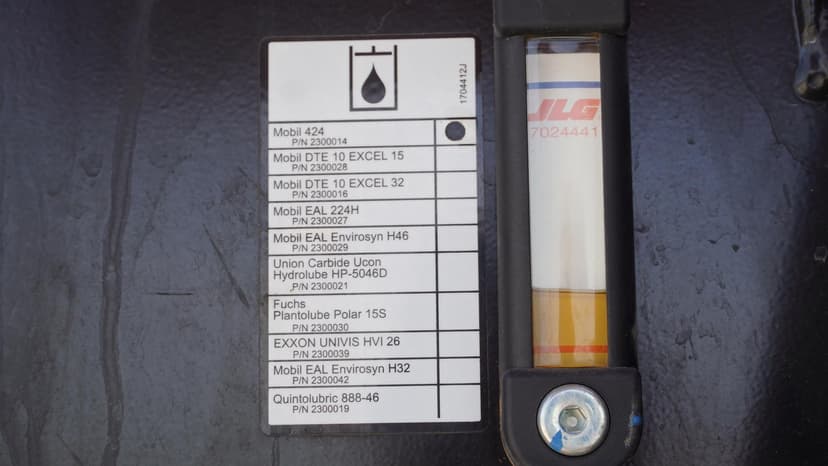 1704412J
Mobil 424
P/N 2300014
Mobil DTE 10 EXCEL 15
P/N 2300028
Mobil DTE 10 EXCEL 32
P/N 2300016
Mobil EAL 224H
P/N 2300027
Mobil EAL Envirosyn H46
P/N 2300029
Union Carbide Ucon
Hydrolube HP-5046D
P/N 2300021
Fuchs
Plantolube Polar 15S
P/N 2300030
EXXON UNIVIS HVI 26
P/N 2300039
Mobil EAL Envirosyn H32
P/N 2300042
Quintolubric 888-46
P/N 2300019
JLG
7024441